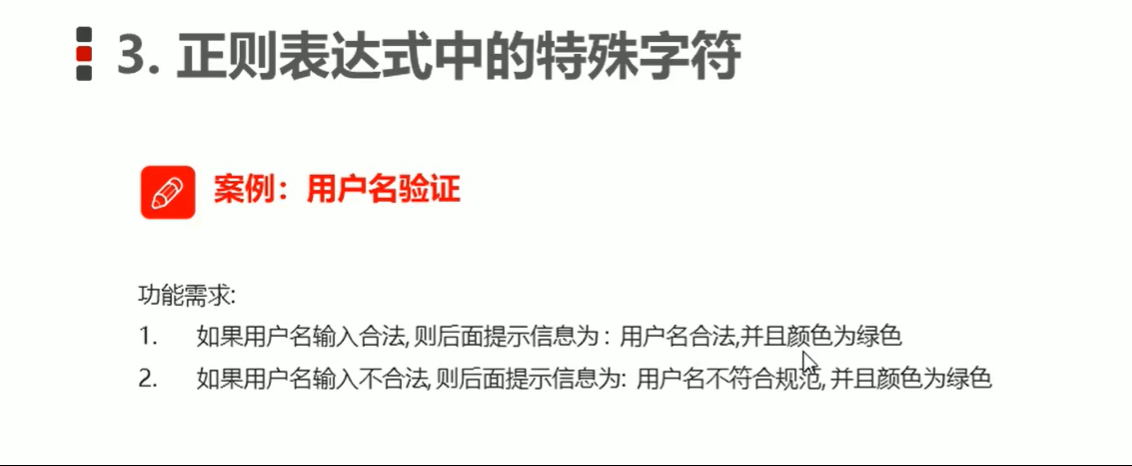 3. 正则表达式中的特殊字符
案例：用户名验证
功能需求:
1. 如果用户名输入合法, 则后面提示信息为 : 用户名合法,并且颜色为绿色
2. 如果用户名输入不合法, 则后面提示信息为: 用户名不符合规范, 并且颜色为绿色